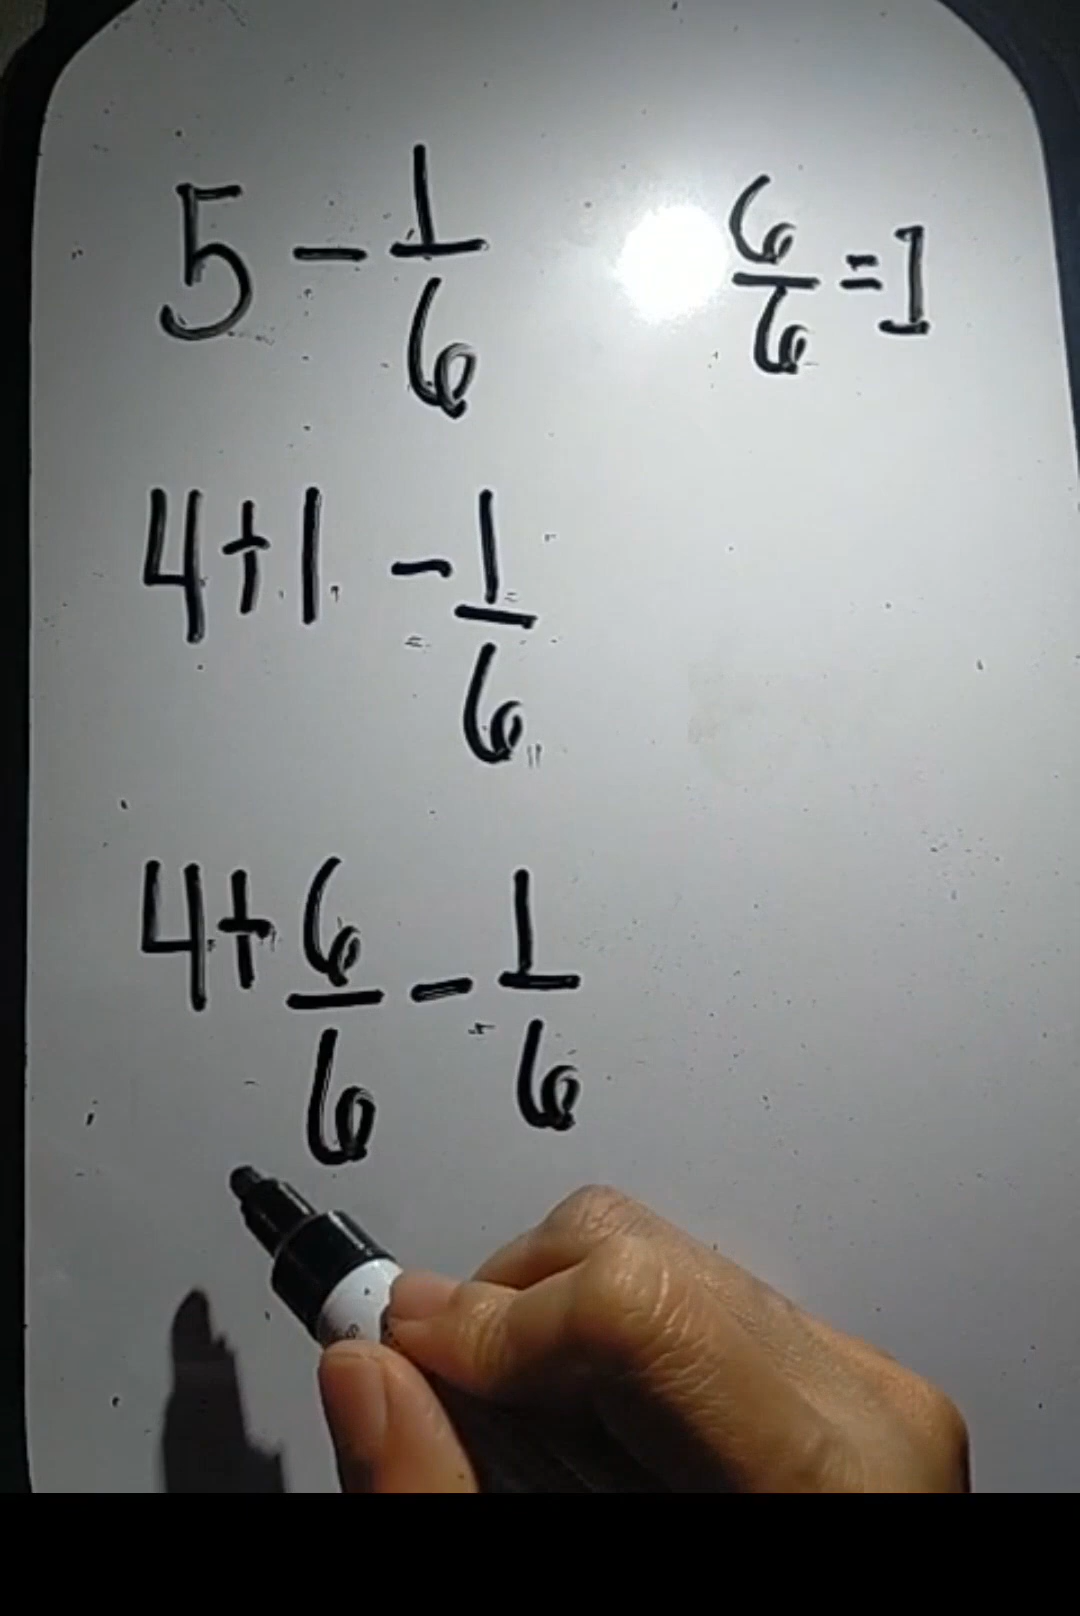 5 - 1/6
6/6 = 1
4 + 1 - 1/6
4 + 6/6 - 1/6